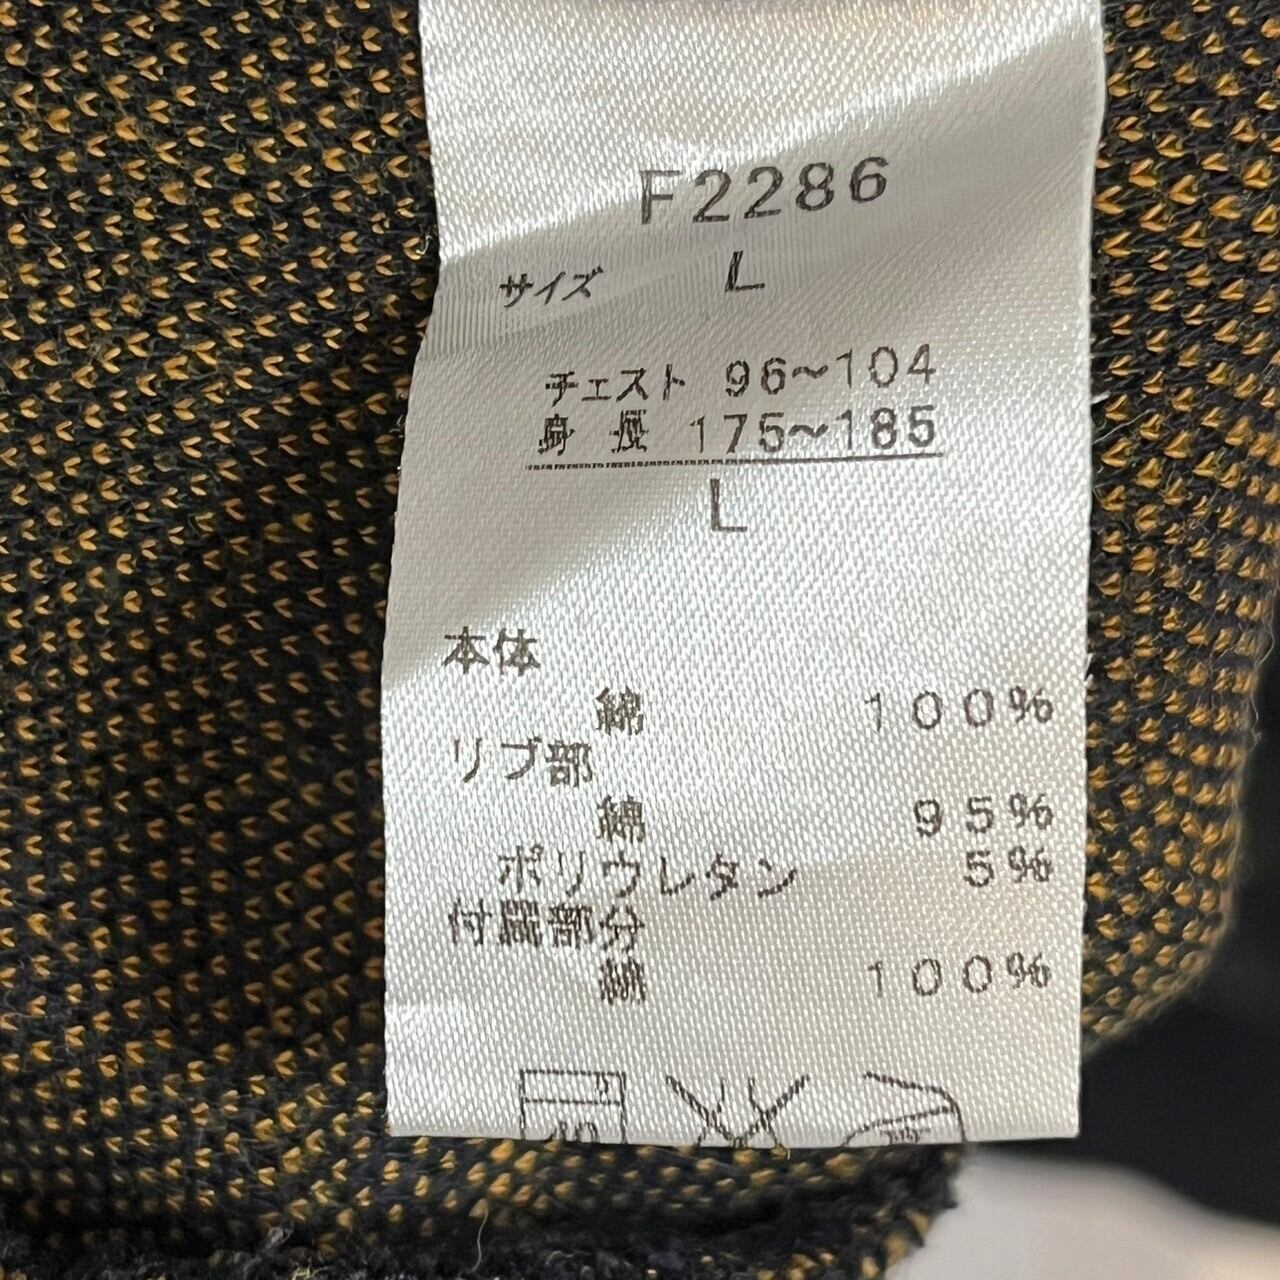 F2286
サイズ L
チェスト 96~104
身長 175~185
L
本体
綿 100%
リブ部
綿 95%
ポリウレタン 5%
付属部分
綿 100%